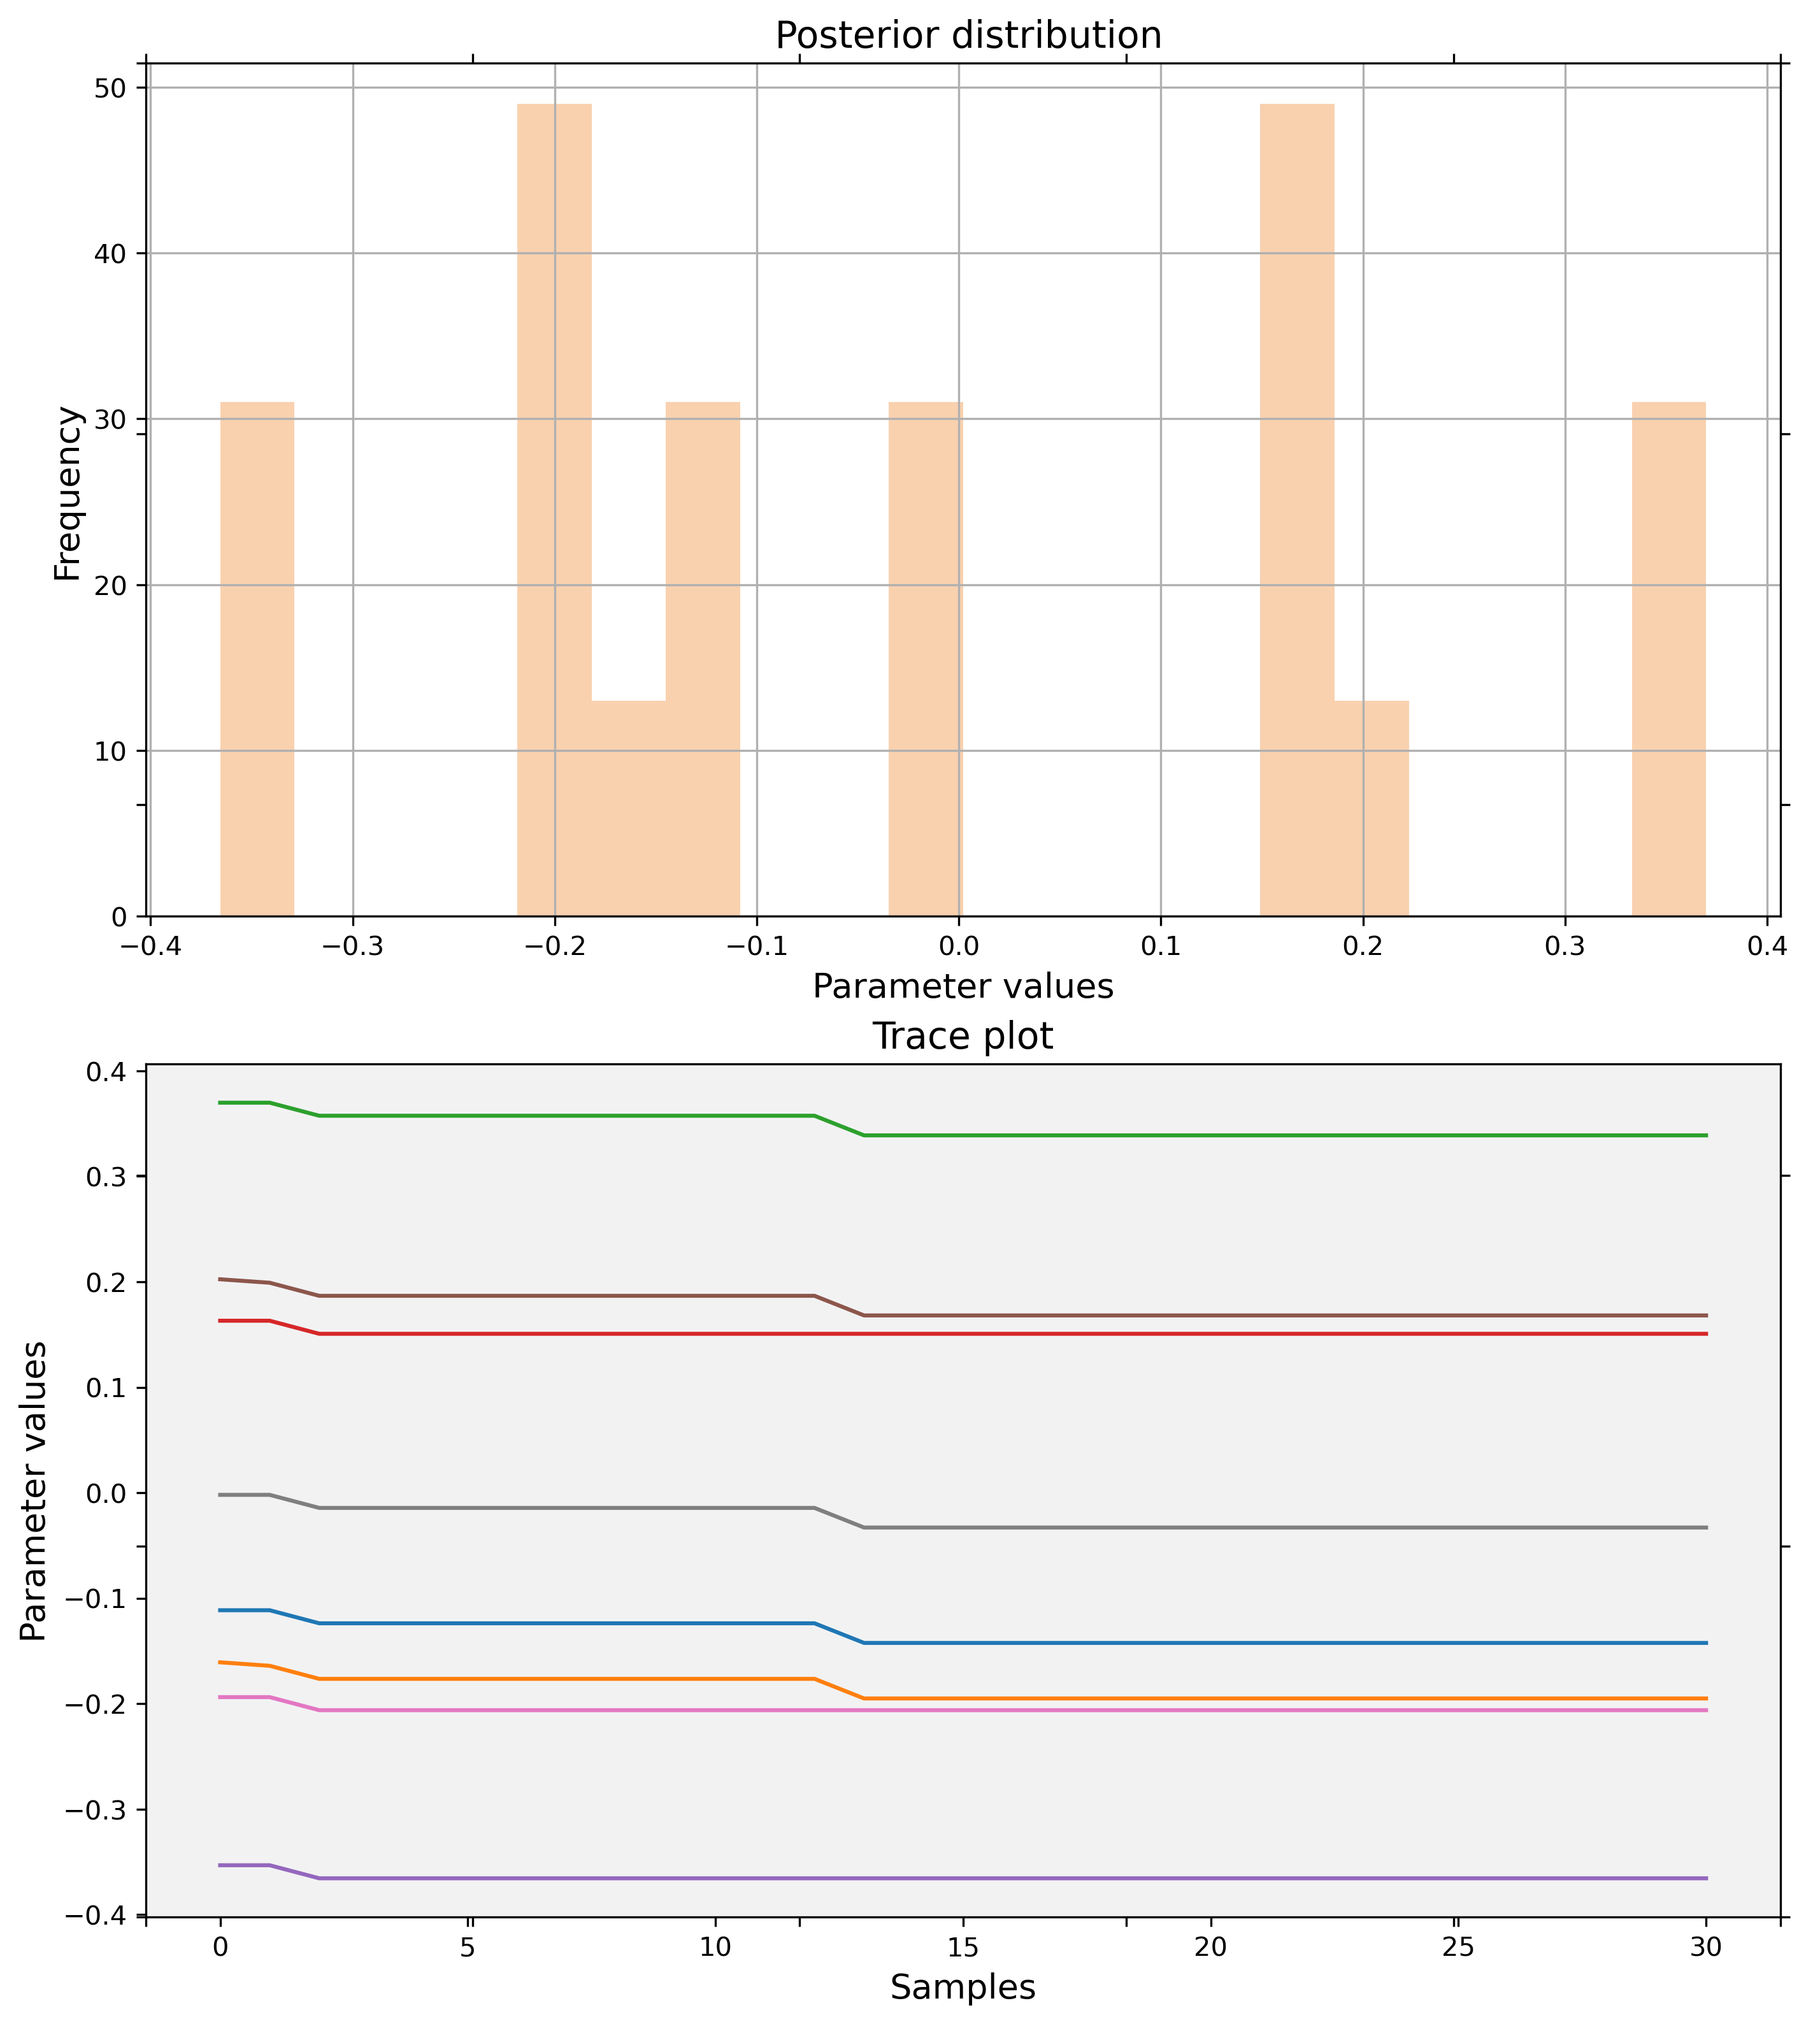 Posterior distribution
50
40
30
20
10
0
Frequency
−0.4 −0.3 −0.2 −0.1 0.0 0.1 0.2 0.3 0.4
Parameter values
Trace plot
0.4
0.3
0.2
0.1
0.0
−0.1
−0.2
−0.3
−0.4
Parameter values
0 5 10 15 20 25 30
Samples